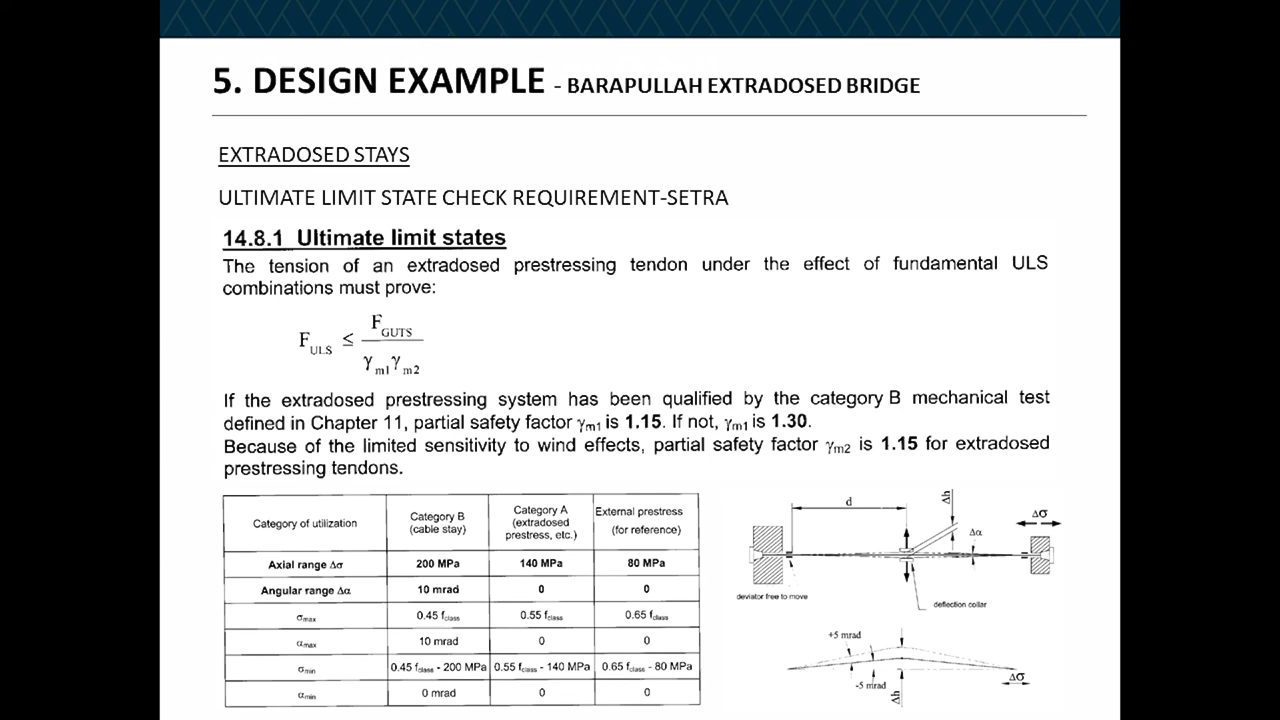 5. DESIGN EXAMPLE - BARAPULLAH EXTRADOSED BRIDGE
EXTRADOSED STAYS
ULTIMATE LIMIT STATE CHECK REQUIREMENT-SETRA
14.8.1 Ultimate limit states
The tension of an extradosed prestressing tendon under the effect of fundamental ULS
combinations must prove:
F_ULS ≤ F_GUTS / γ_m1 γ_m2
If the extradosed prestressing system has been qualified by the category B mechanical test
defined in Chapter 11, partial safety factor γm1 is 1.15. If not, γm1 is 1.30.
Because of the limited sensitivity to wind effects, partial safety factor γm2 is 1.15 for extradosed
prestressing tendons.
Category of utilization
Category B
(cable stay)
Category A
(extradosed
prestress, etc.)
External prestress
(for reference)
Axial range Δσ 200 MPa 140 MPa 80 MPa
Angular range Δα 10 mrad 0 0
σmax 0.45 fclass 0.55 fclass 0.65 fclass
αmax 10 mrad 0 0
σmin 0.45 fclass - 200 MPa 0.55 fclass - 140 MPa 0.65 fclass - 80 MPa
αmin 0 mrad 0 0
d
Δh
Δσ
Δα
deviator free to move
deflection collar
+5 mrad
-5 mrad
Δσ
Δh